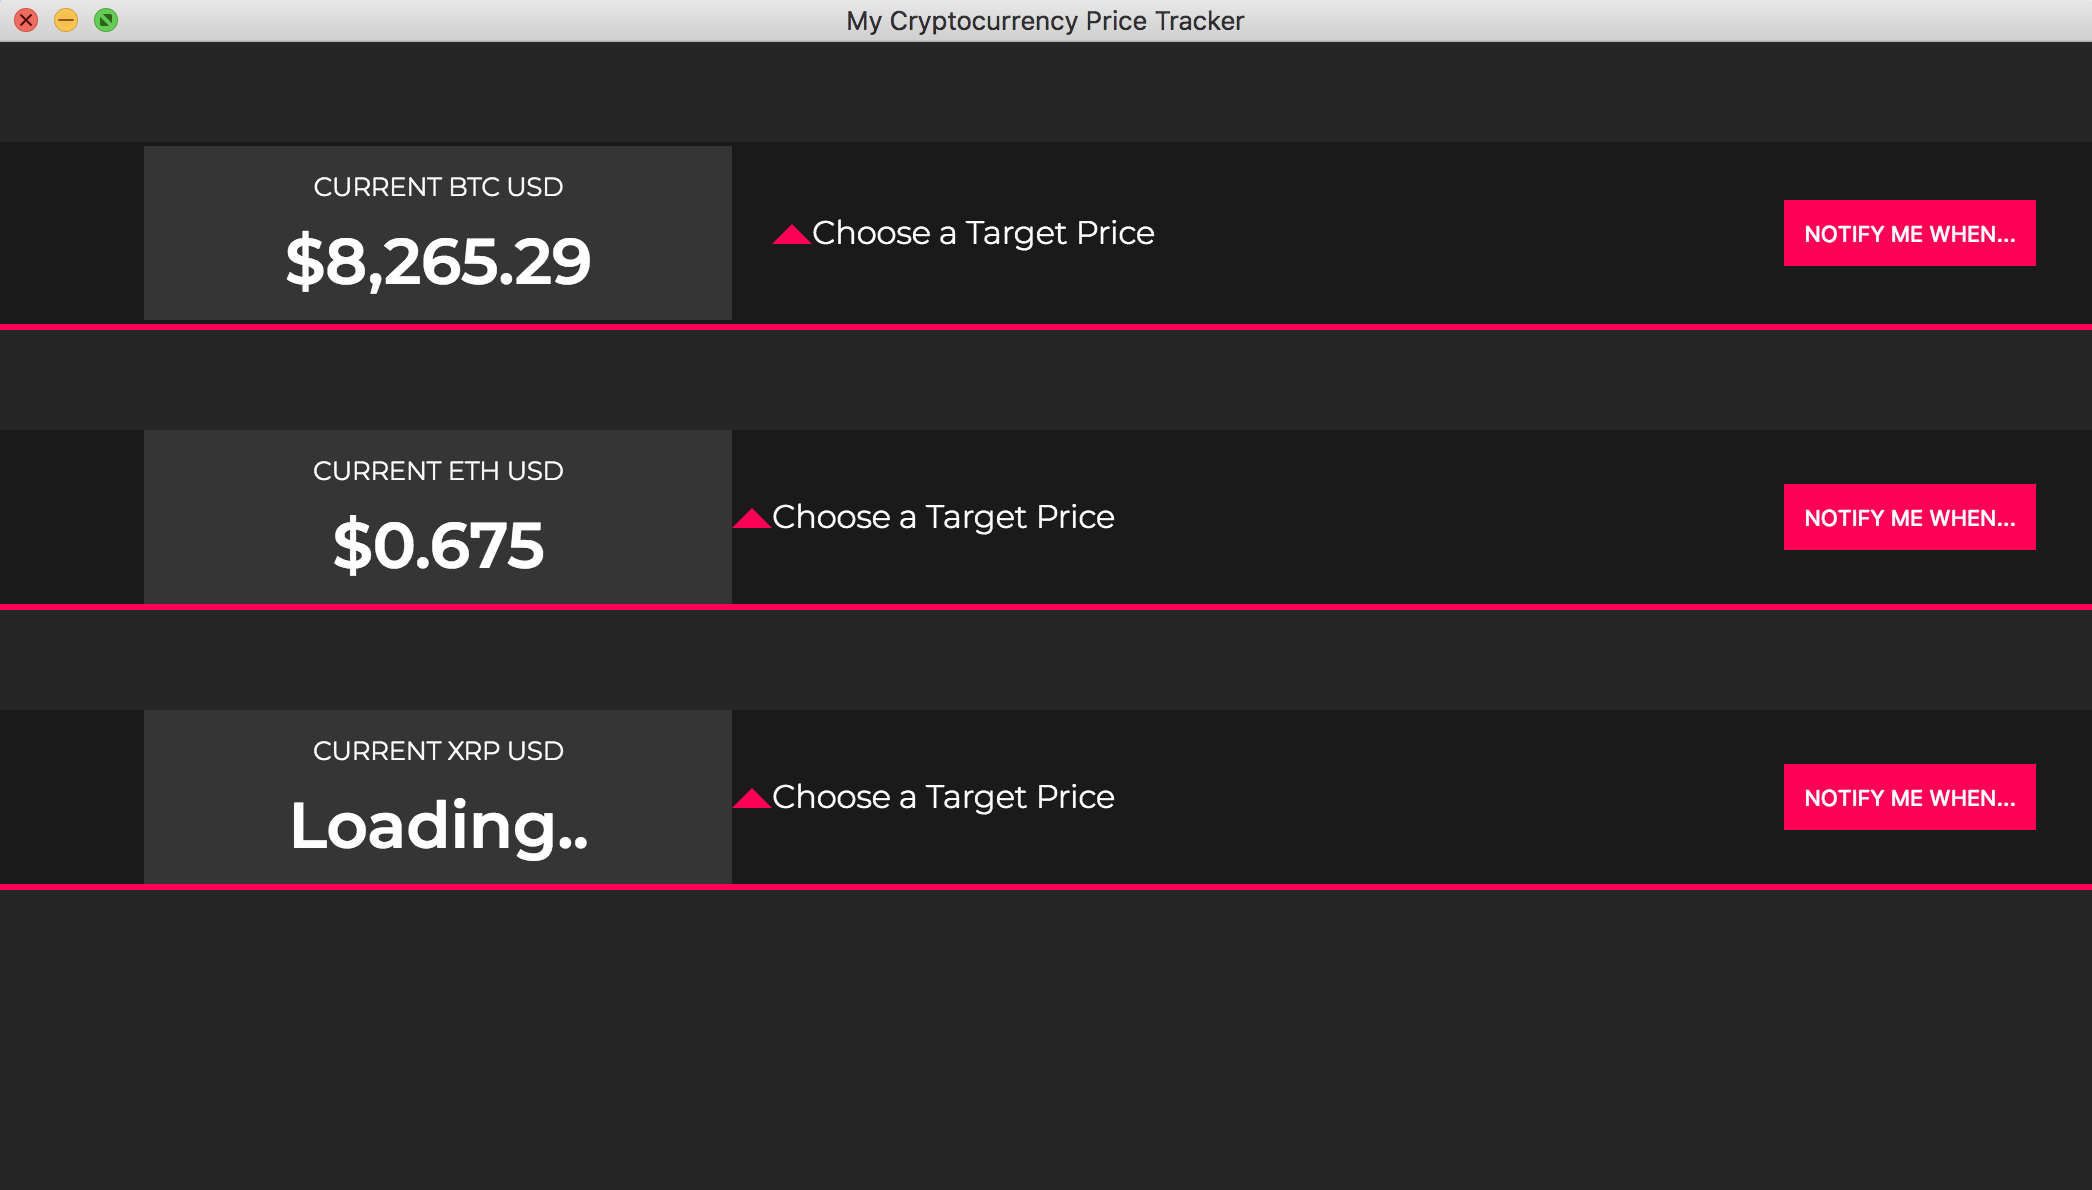 My Cryptocurrency Price Tracker
CURRENT BTC USD
$8,265.29
Choose a Target Price
NOTIFY ME WHEN...
CURRENT ETH USD
$0.675
Choose a Target Price
NOTIFY ME WHEN...
CURRENT XRP USD
Loading..
Choose a Target Price
NOTIFY ME WHEN...